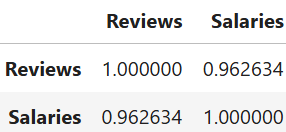 Reviews Salaries
Reviews 1.000000 0.962634
Salaries 0.962634 1.000000